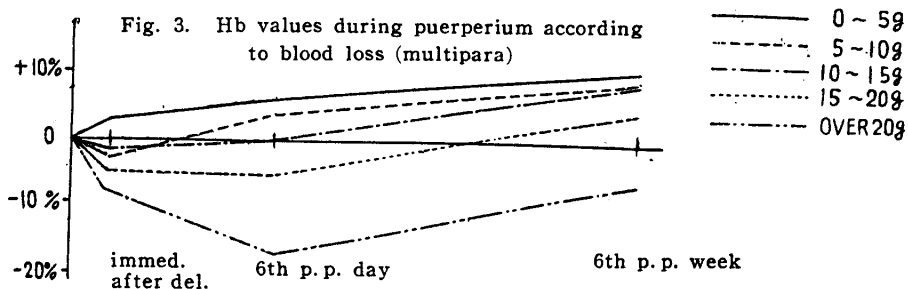 Fig. 3. Hb values during puerperium according
to blood loss (multipara)
0 ~ 5g
5 ~ 10g
10 ~ 15g
15 ~ 20g
OVER 20g
+10%
0
-10%
-20%
immed.
after del.
6th p. p. day
6th p. p. week